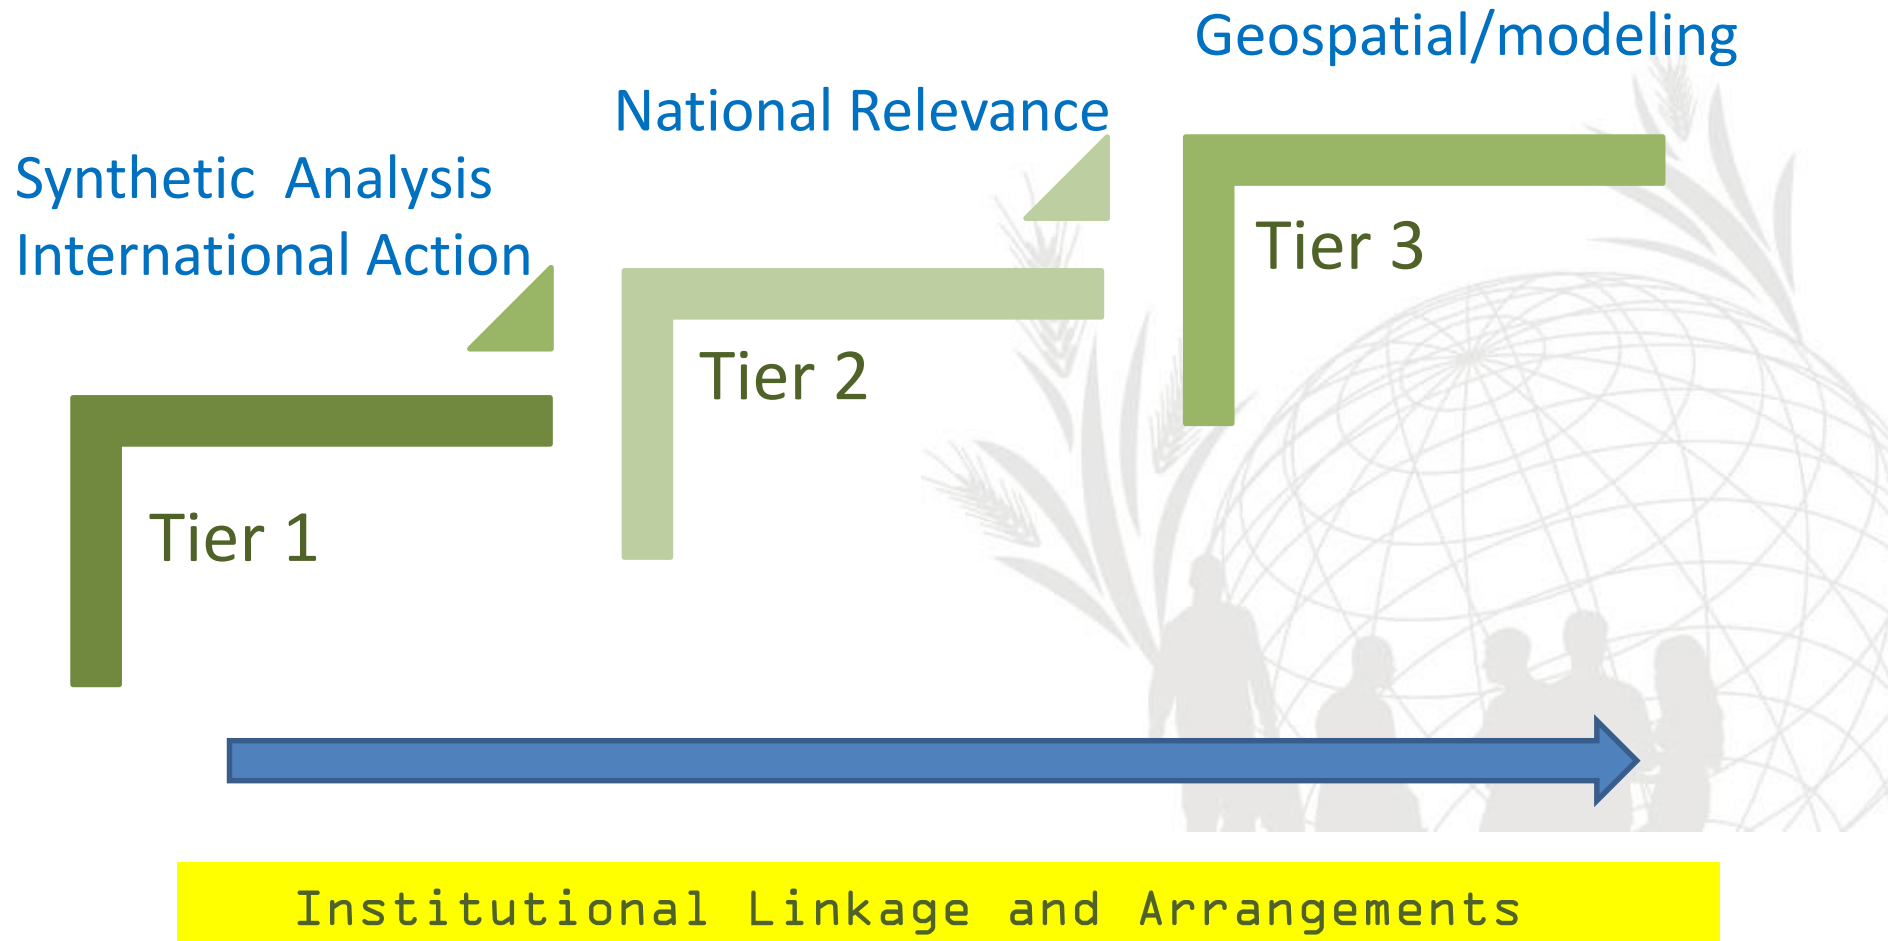 Synthetic Analysis
International Action
Tier 1
National Relevance
Tier 2
Geospatial/modeling
Tier 3
Institutional Linkage and Arrangements